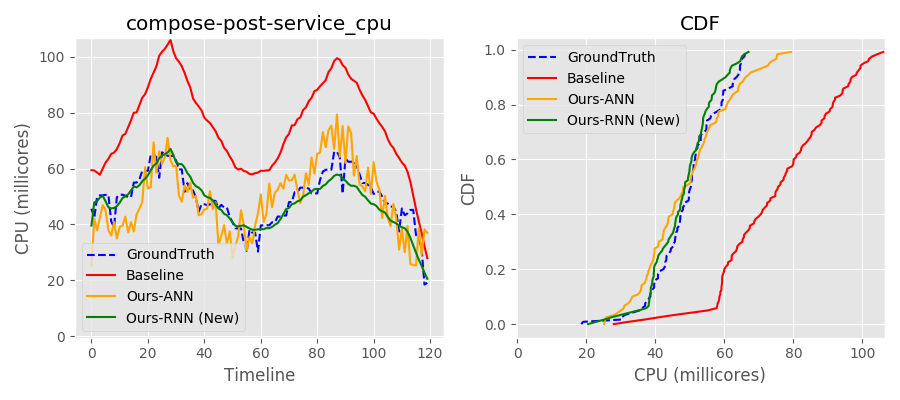 compose-post-service_cpu
CPU (millicores)
100
80
60
40
20
0
GroundTruth
Baseline
Ours-ANN
Ours-RNN (New)
0 20 40 60 80 100 120
Timeline
CDF
CDF
1.0
0.8
0.6
0.4
0.2
0.0
GroundTruth
Baseline
Ours-ANN
Ours-RNN (New)
0 20 40 60 80 100
CPU (millicores)